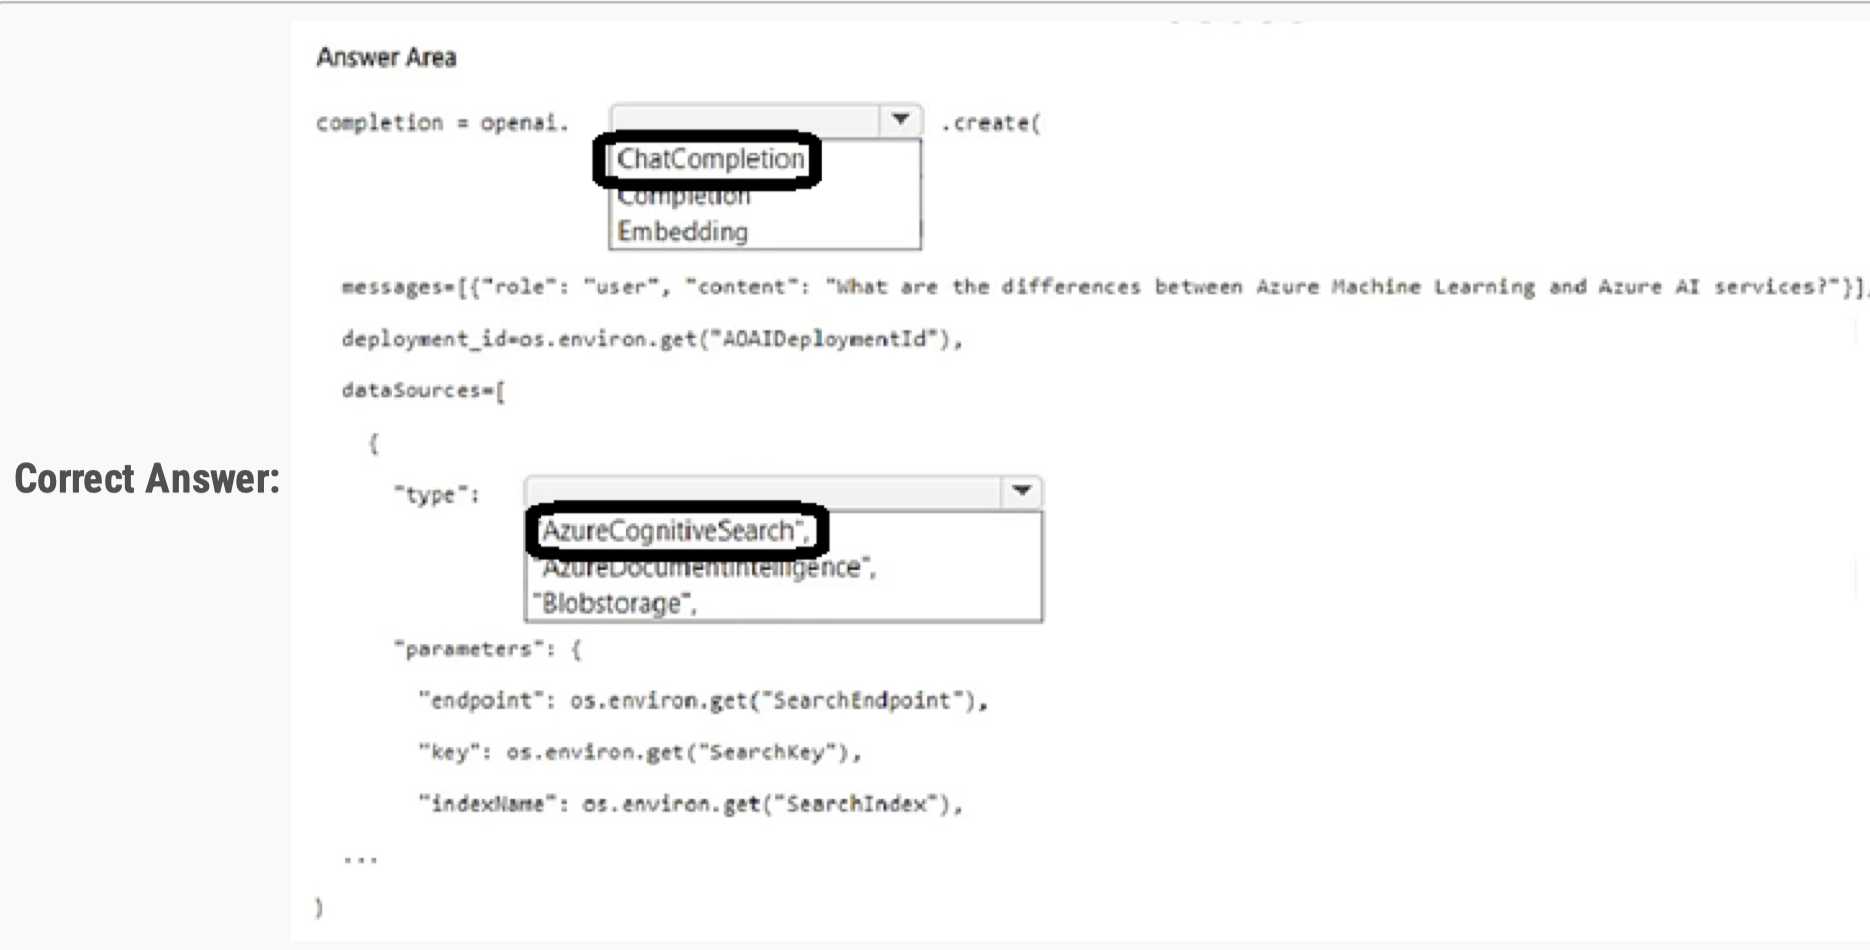 Answer Area
completion = openai. .create(
ChatCompletion
Completion
Embedding
messages=[{"role": "user", "content": "What are the differences between Azure Machine Learning and Azure AI services?"}],
deployment_id=os.environ.get("AOAIDeploymentId"),
dataSources=[
{
Correct Answer:
"type":
"AzureCognitiveSearch",
"AzureDocumentIntelligence",
"Blobstorage",
"parameters": {
"endpoint": os.environ.get("SearchEndpoint"),
"key": os.environ.get("SearchKey"),
"indexName": os.environ.get("SearchIndex"),
...
)